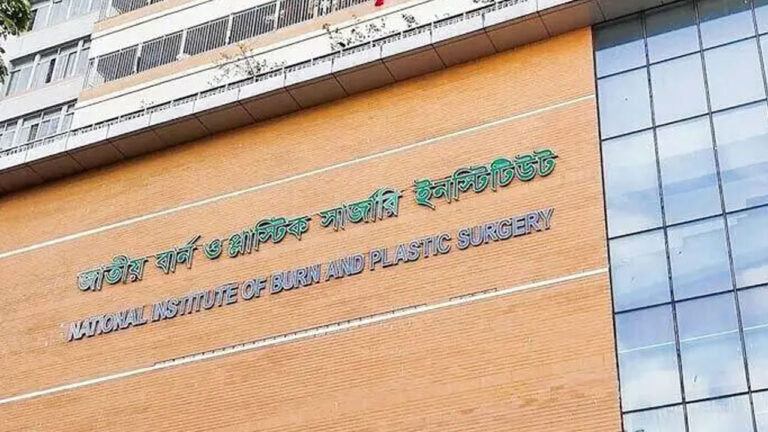 জাতীয় বার্ন ও প্লাস্টিক সার্জারি ইনস্টিটিউট
NATIONAL INSTITUTE OF BURN AND PLASTIC SURGERY